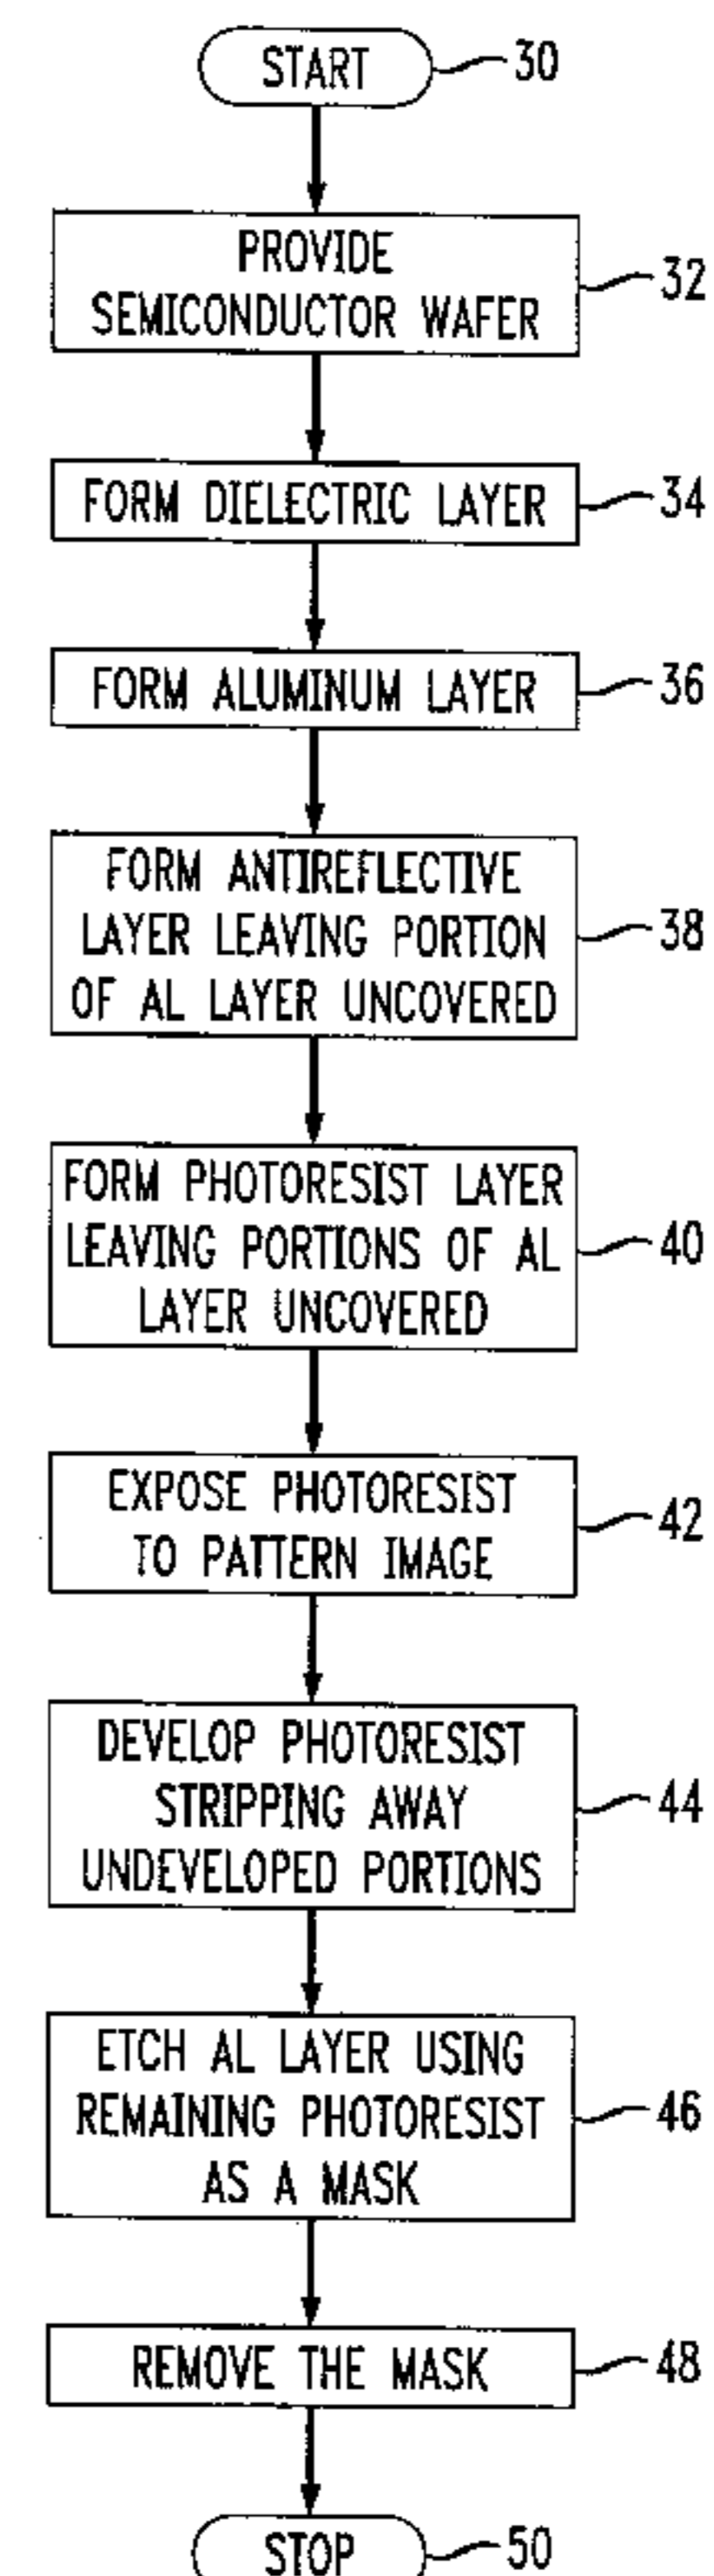 START
30
PROVIDE
SEMICONDUCTOR WAFER
32
FORM DIELECTRIC LAYER
34
FORM ALUMINUM LAYER
36
FORM ANTIREFLECTIVE
LAYER LEAVING PORTION
OF AL LAYER UNCOVERED
38
FORM PHOTORESIST LAYER
LEAVING PORTIONS OF AL
LAYER UNCOVERED
40
EXPOSE PHOTORESIST
TO PATTERN IMAGE
42
DEVELOP PHOTORESIST
STRIPPING AWAY
UNDEVELOPED PORTIONS
44
ETCH AL LAYER USING
REMAINING PHOTORESIST
AS A MASK
46
REMOVE THE MASK
48
STOP
50